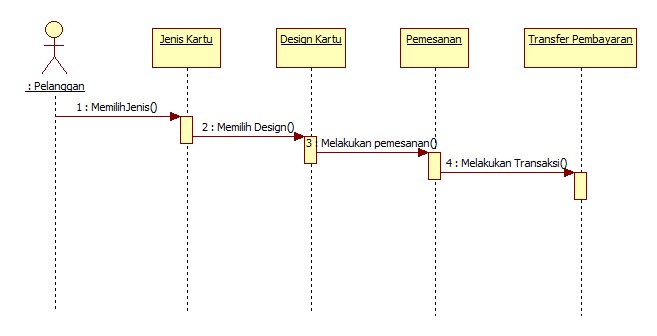 Jenis Kartu
Design Kartu
Pemesanan
Transfer Pembayaran
: Pelanggan
1 : MemilihJenis()
2 : Memilih Design()
3 : Melakukan pemesanan()
4 : Melakukan Transaksi()